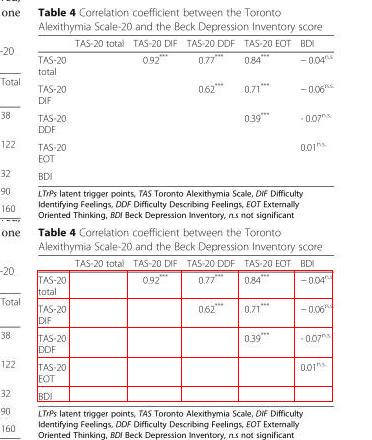 one Table 4 Correlation coefficient between the Toronto
Alexithymia Scale-20 and the Beck Depression Inventory score
-20 TAS-20 total TAS-20 DIF TAS-20 DDF TAS-20 EOT BDI
TAS-20 total 0.92*** 0.77*** 0.84*** − 0.04n.s.
Total
TAS-20 DIF 0.62*** 0.71*** − 0.06n.s.
38 TAS-20 DDF 0.39*** - 0.07n.s.
122 TAS-20 EOT 0.01n.s.
32 BDI
90 LTrPs latent trigger points, TAS Toronto Alexithymia Scale, DIF Difficulty
Identifying Feelings, DDF Difficulty Describing Feelings, EOT Externally
160 Oriented Thinking, BDI Beck Depression Inventory, n.s not significant
one Table 4 Correlation coefficient between the Toronto
Alexithymia Scale-20 and the Beck Depression Inventory score
-20 TAS-20 total TAS-20 DIF TAS-20 DDF TAS-20 EOT BDI
TAS-20 total 0.92*** 0.77*** 0.84*** − 0.04n.s.
Total
TAS-20 DIF 0.62*** 0.71*** − 0.06n.s.
38 TAS-20 DDF 0.39*** - 0.07n.s.
122 TAS-20 EOT 0.01n.s.
32 BDI
90 LTrPs latent trigger points, TAS Toronto Alexithymia Scale, DIF Difficulty
Identifying Feelings, DDF Difficulty Describing Feelings, EOT Externally
160 Oriented Thinking, BDI Beck Depression Inventory, n.s not significant